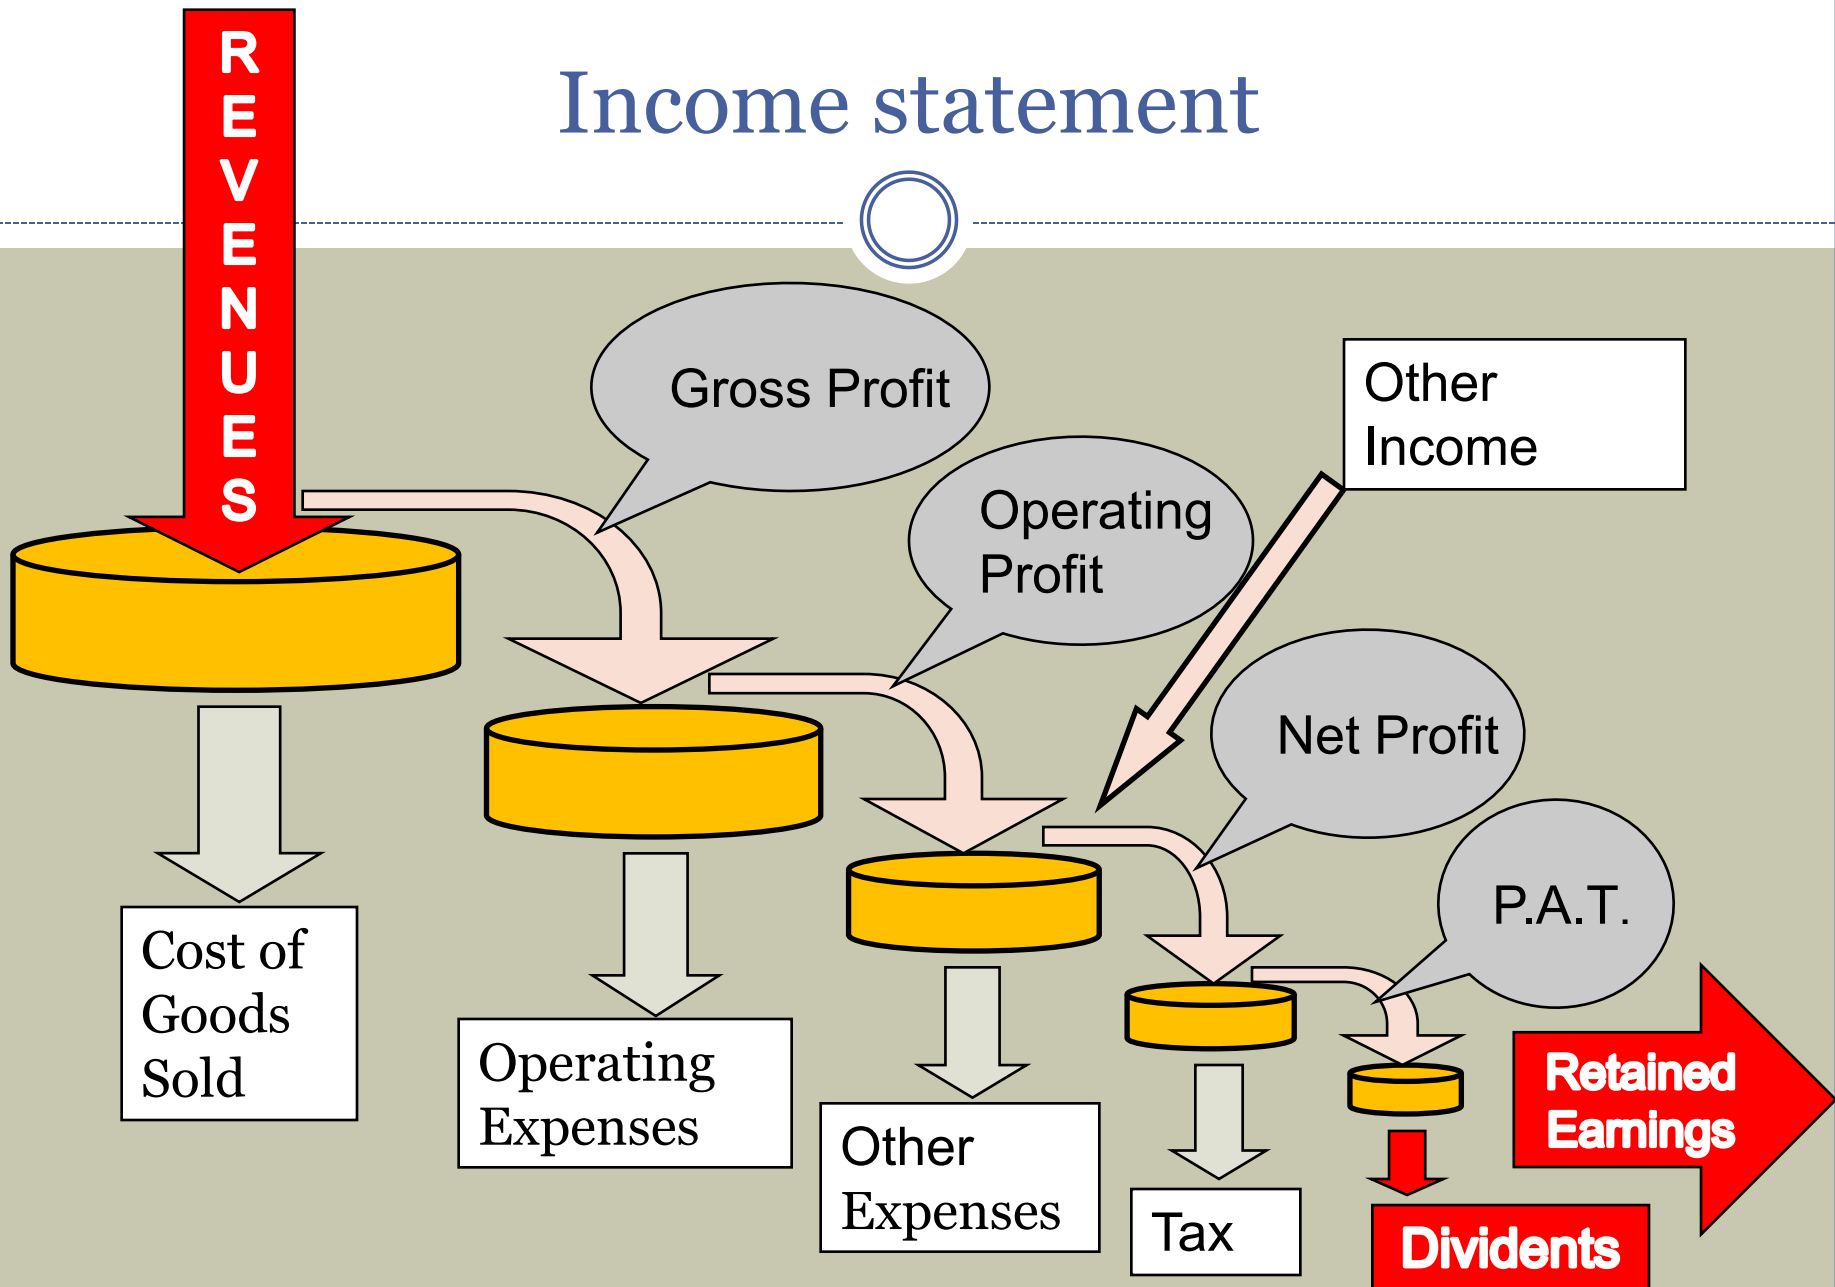 REVENUES
Income statement
Gross Profit
Other
Income
Operating
Profit
Net Profit
P.A.T.
Cost of
Goods
Sold
Operating
Expenses
Other
Expenses
Tax
Retained
Earnings
Dividents